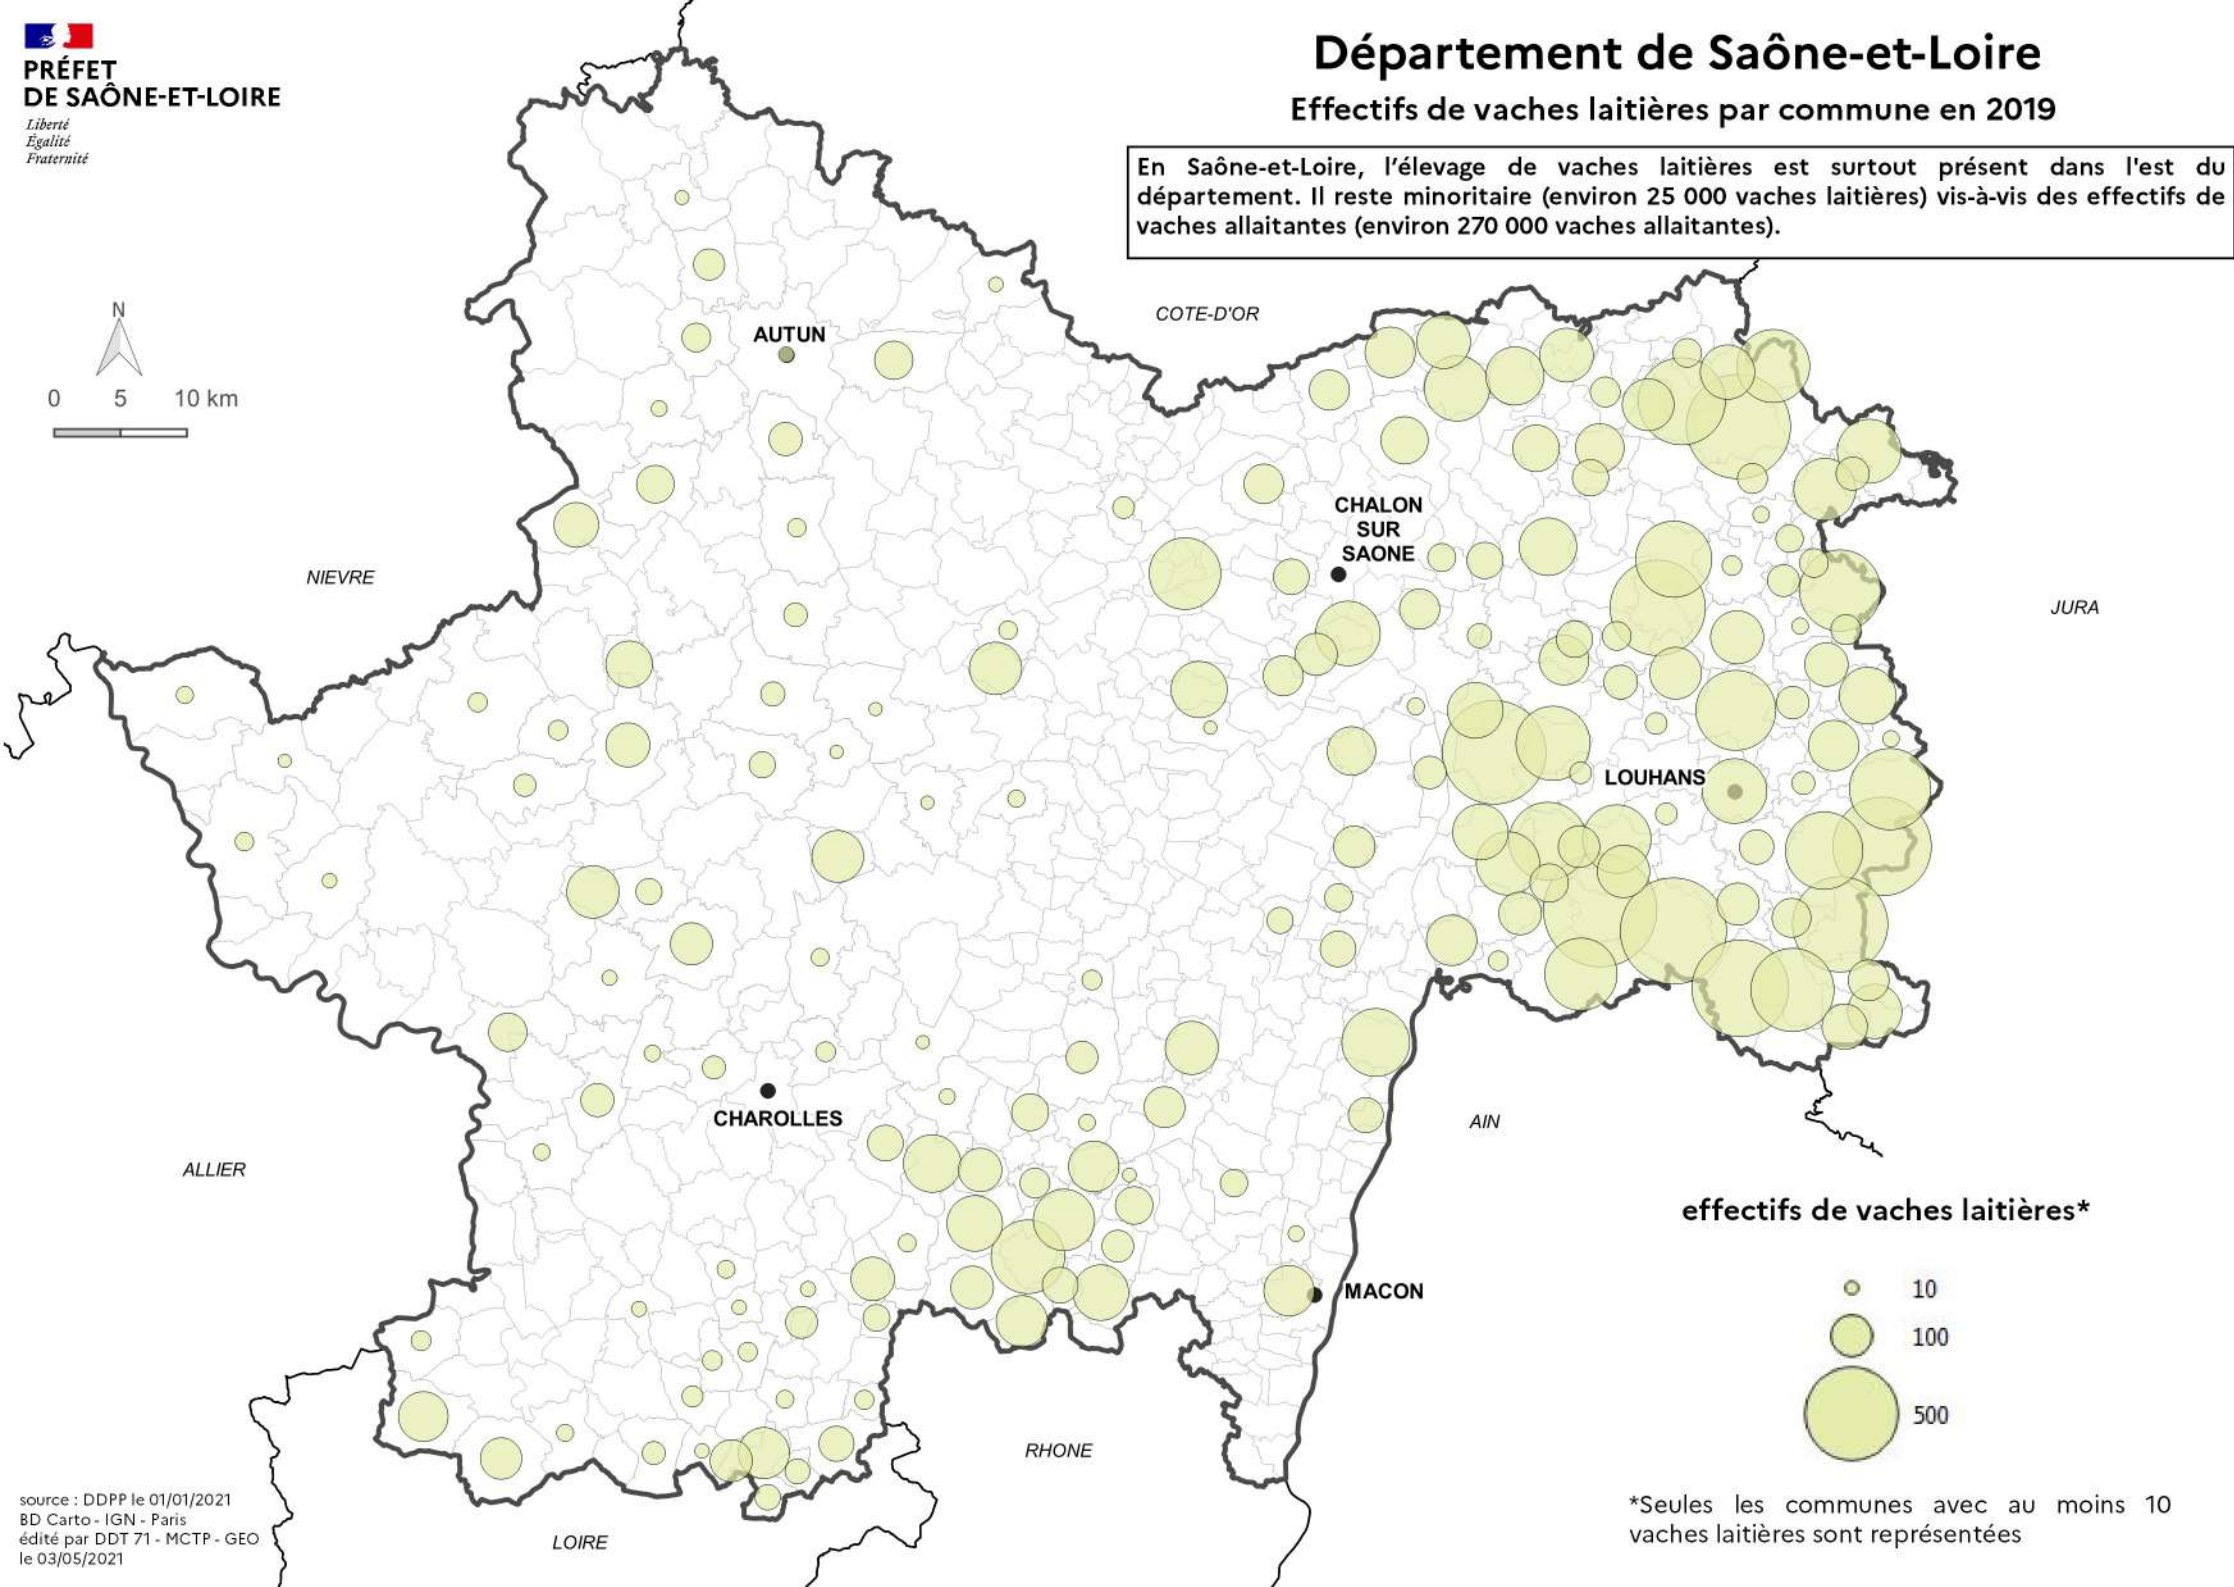 PRÉFET
DE SAÔNE-ET-LOIRE
Liberté
Égalité
Fraternité
Département de Saône-et-Loire
Effectifs de vaches laitières par commune en 2019
En Saône-et-Loire, l'élevage de vaches laitières est surtout présent dans l'est du
département. Il reste minoritaire (environ 25 000 vaches laitières) vis-à-vis des effectifs de
vaches allaitantes (environ 270 000 vaches allaitantes).
N
0 5 10 km
COTE-D'OR
AUTUN
CHALON
SUR
SAONE
NIEVRE
JURA
LOUHANS
CHAROLLES
AIN
ALLIER
MACON
RHONE
LOIRE
effectifs de vaches laitières*
10
100
500
*Seules les communes avec au moins 10
vaches laitières sont représentées
source : DDPP le 01/01/2021
BD Carto - IGN - Paris
édité par DDT 71 - MCTP - GEO
le 03/05/2021